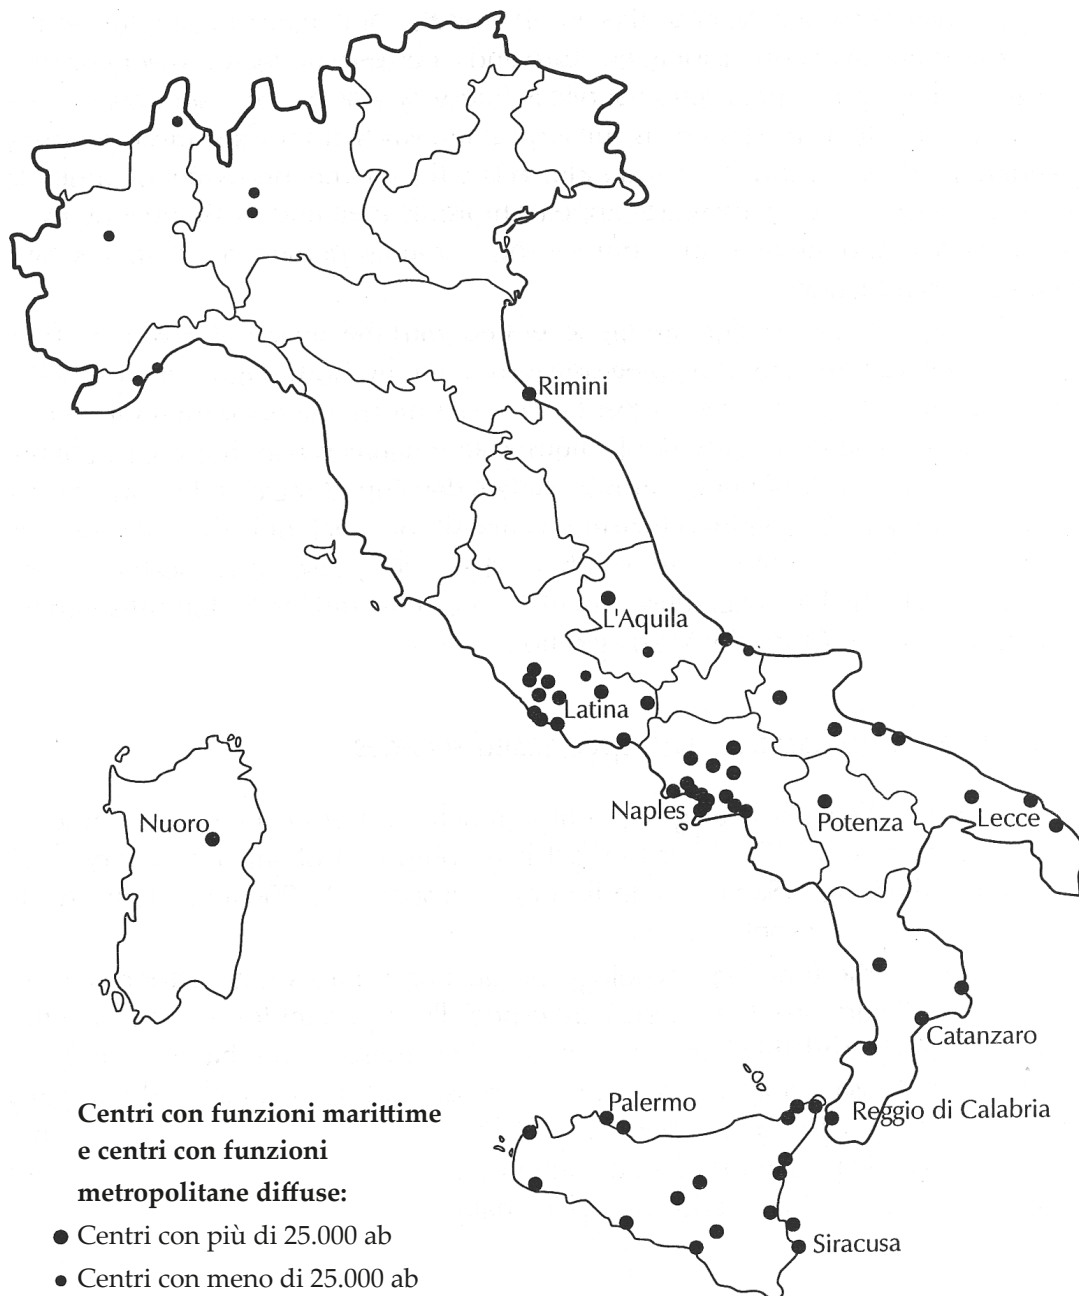 Rimini
L'Aquila
Latina
Naples
Potenza
Lecce
Nuoro
Catanzaro
Palermo
Reggio di Calabria
Siracusa
Centri con funzioni marittime
e centri con funzioni
metropolitane diffuse:
Centri con più di 25.000 ab
Centri con meno di 25.000 ab